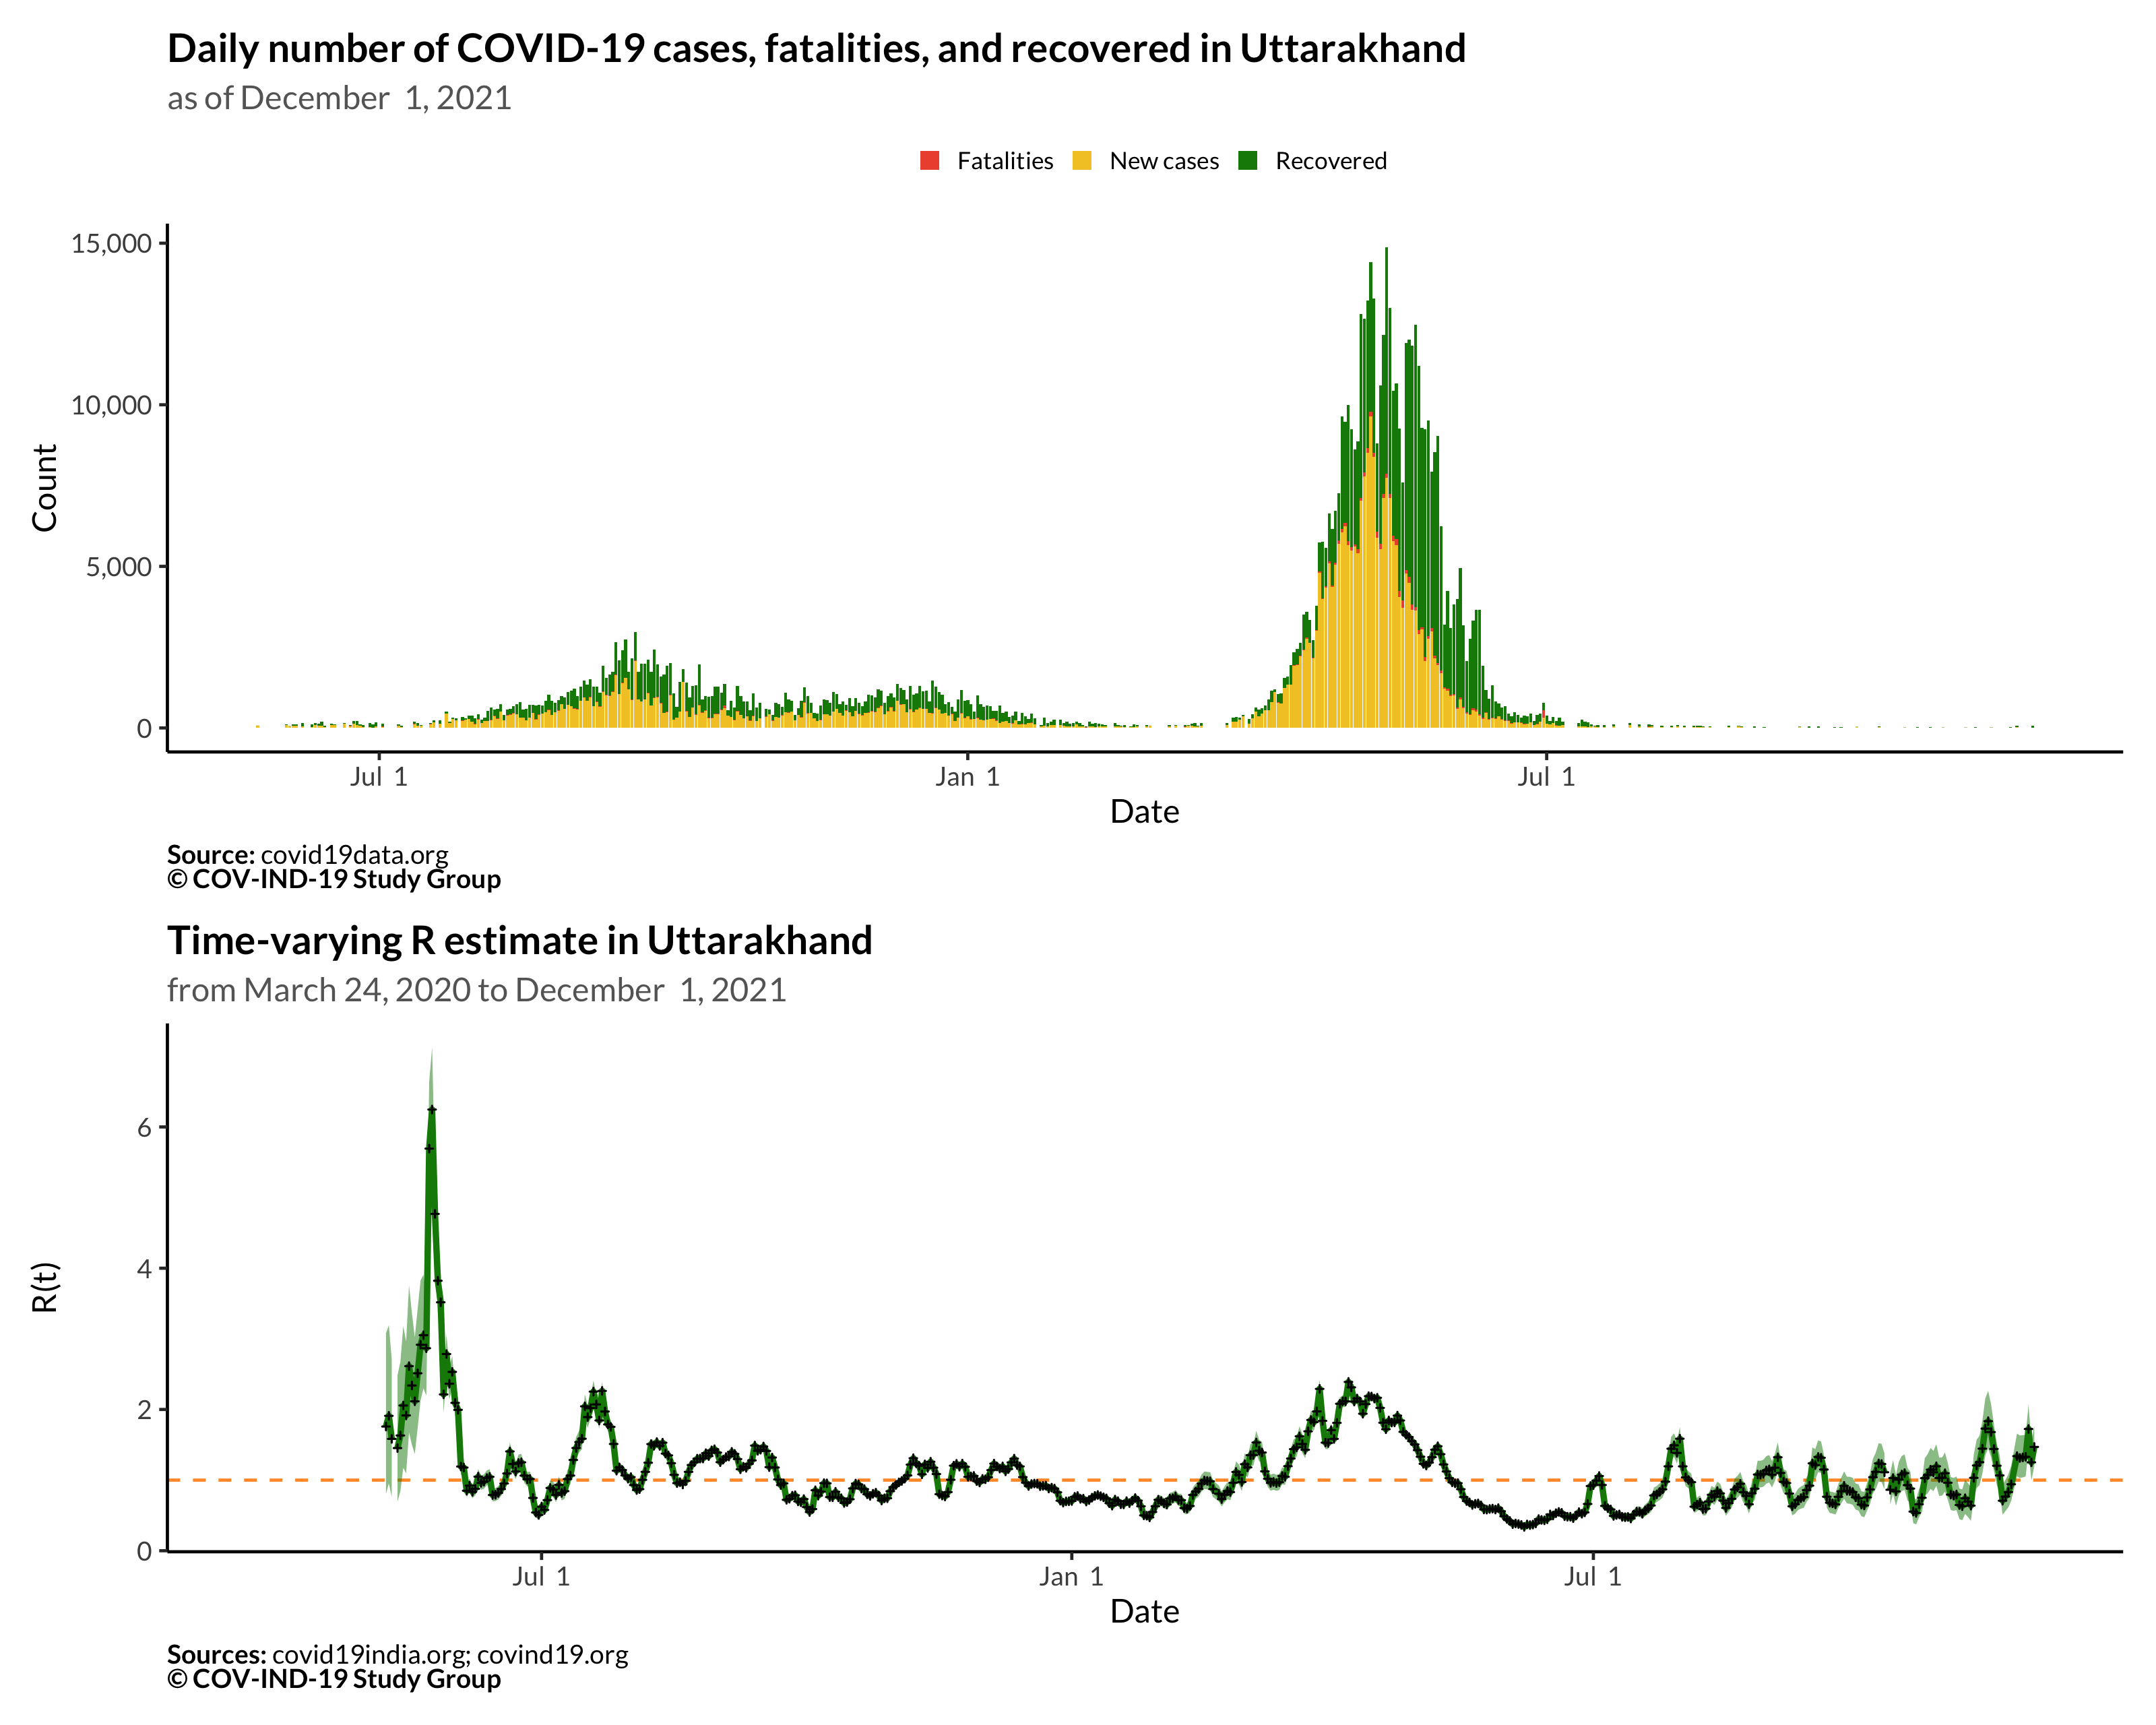 Daily number of COVID-19 cases, fatalities, and recovered in Uttarakhand
as of December  1, 2021
Fatalities New cases Recovered
15,000
10,000
5,000
0
Count
Jul  1 Jan  1 Jul  1
Date
Source: covid19data.org
© COV-IND-19 Study Group
Time-varying R estimate in Uttarakhand
from March 24, 2020 to December  1, 2021
6
4
2
0
R(t)
Jul  1 Jan  1 Jul  1
Date
Sources: covid19india.org; covind19.org
© COV-IND-19 Study Group